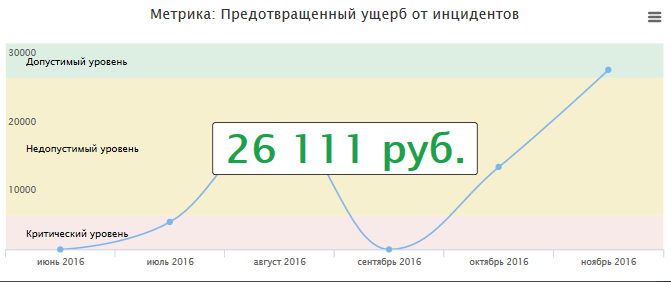 Метрика: Предотвращенный ущерб от инцидентов
30000
Допустимый уровень
20000
26 111 руб.
Недопустимый уровень
10000
Критический уровень
июнь 2016 июль 2016 август 2016 сентябрь 2016 октябрь 2016 ноябрь 2016